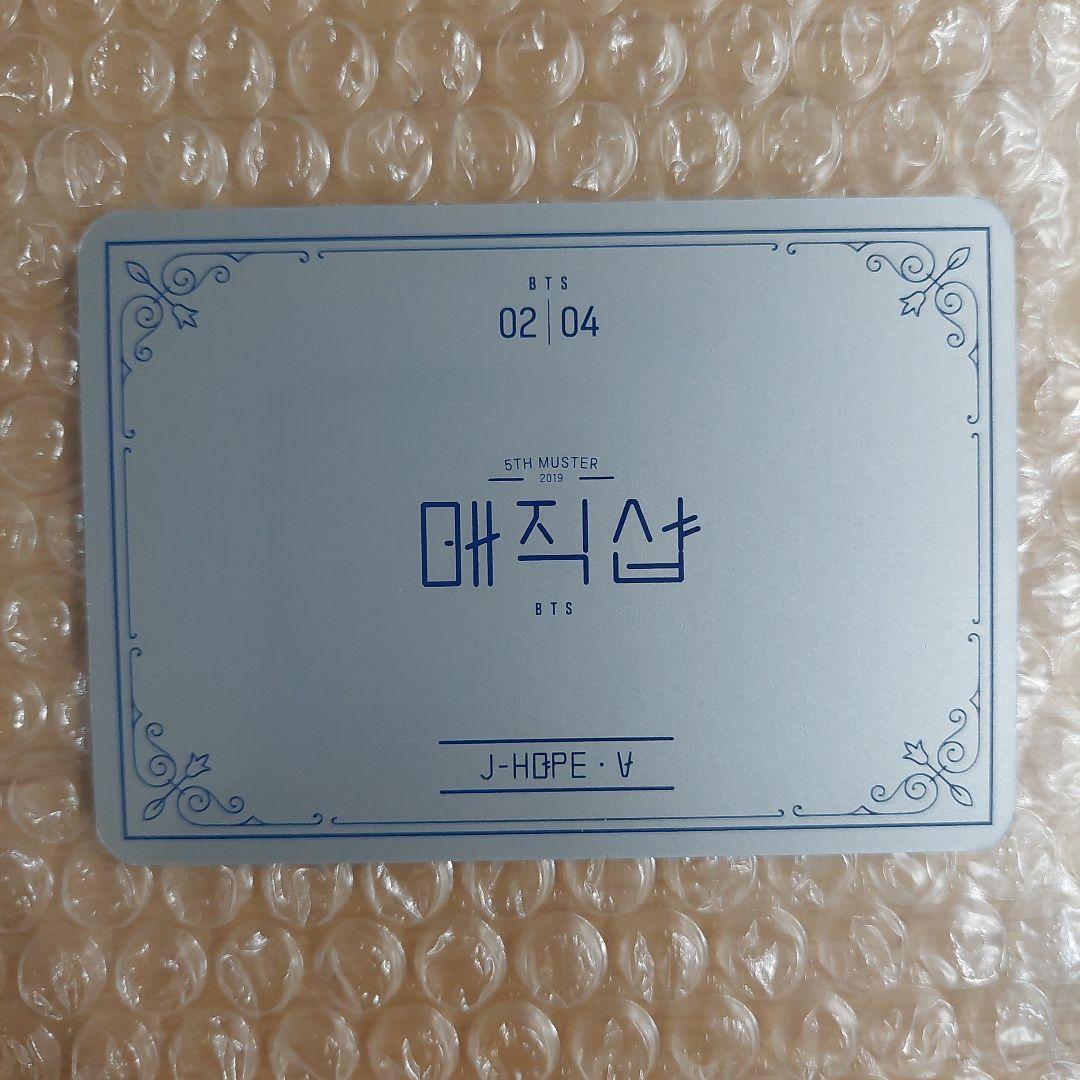 BTS
02 | 04
5TH MUSTER
2019
매직샵
BTS
J-HOPE · V